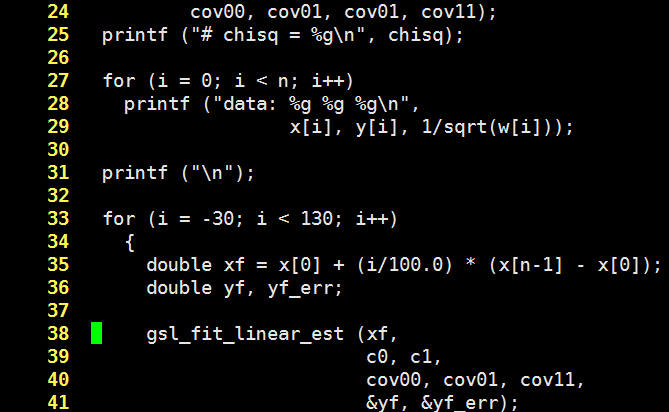 24           cov00, cov01, cov01, cov11);
25   printf ("# chisq = %g\n", chisq);
26
27   for (i = 0; i < n; i++)
28     printf ("data: %g %g %g\n",
29                    x[i], y[i], 1/sqrt(w[i]));
30
31   printf ("\n");
32
33   for (i = -30; i < 130; i++)
34     {
35       double xf = x[0] + (i/100.0) * (x[n-1] - x[0]);
36       double yf, yf_err;
37
38       gsl_fit_linear_est (xf,
39                           c0, c1,
40                           cov00, cov01, cov11,
41                           &yf, &yf_err);